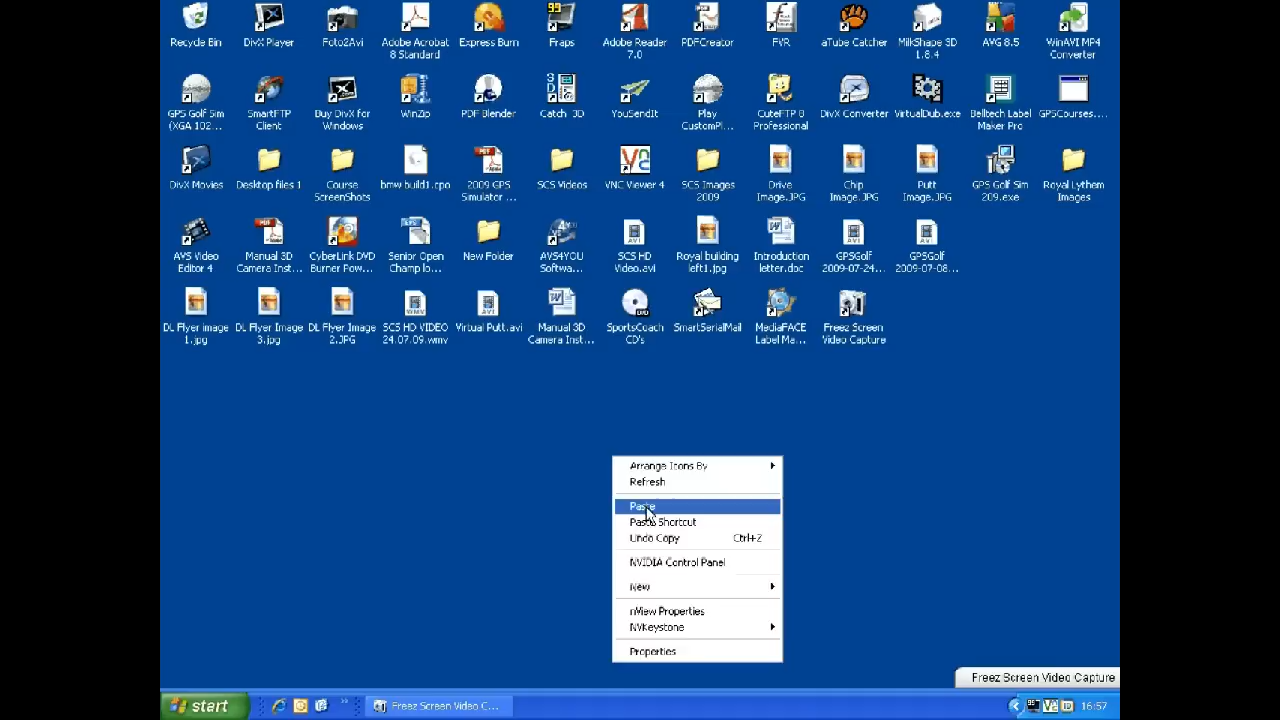 Recycle Bin
DivX Player
Foto2Avi
Adobe Acrobat
8 Standard
Express Burn
99
Fraps
Adobe Reader
7.0
PDFCreator
FVR
aTube Catcher
MilkShape 3D
1.8.4
AVG 8.5
WinAVI MP4
Converter
GPS Golf Sim
(XGA 102...
SmartFTP
Client
Buy DivX for
Windows
WinZip
PDF Blender
Catch 3D
YouSendIt
Play
CustomPl...
CuteFTP 8
Professional
DivX Converter
VirtualDub.exe
Belltech Label
Maker Pro
GPSCourses....
DivX Movies
Desktop files 1
Course
ScreenShots
bmw build1.cpo
2009 GPS
Simulator ...
SCS Videos
VNC Viewer 4
SCS Images
2009
Drive
Image.JPG
Chip
Image.JPG
Putt
Image.JPG
GPS Golf Sim
209.exe
Royal Lythem
Images
AVS Video
Editor 4
Manual 3D
Camera Inst...
CyberLink DVD
Burner Pow...
Senior Open
Champ lo...
New Folder
AVS4YOU
Softwa...
SCS HD
Video.avi
Royal building
left1.jpg
Introduction
letter.doc
GPSGolf
2009-07-24...
GPSGolf
2009-07-08...
DL Flyer image
1.jpg
DL Flyer Image
3.jpg
DL Flyer Image
2.JPG
SCS HD VIDEO
24.07.09.wmv
Virtual Putt.avi
Manual 3D
Camera Inst...
SportsCoach
CD's
SmartSerialMail
MediaFACE
Label Ma...
Freez Screen
Video Capture
Arrange Icons By
Refresh
Paste
Paste Shortcut
Undo Copy Ctrl+Z
NVIDIA Control Panel
New
nView Properties
NVKeystone
Properties
Freez Screen Video Capture
start
Freez Screen Video C...
16:57